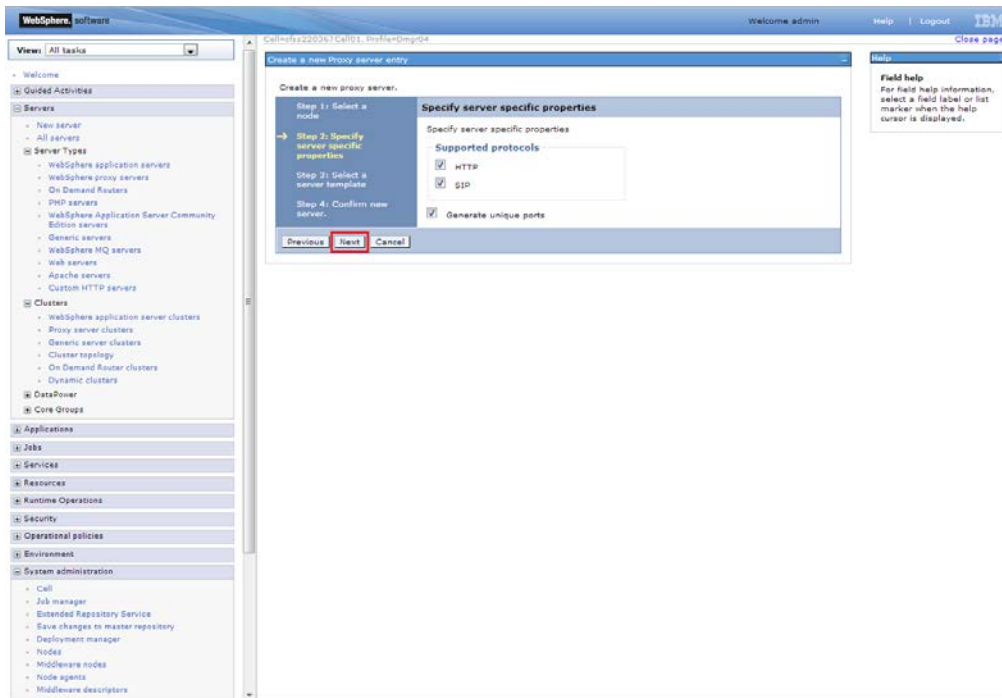 WebSphere. software
Welcome admin
Help | Logout
IBM
View: All tasks
Welcome
Guided Activities
Servers
New server
All servers
Server Types
WebSphere application servers
WebSphere proxy servers
On Demand Routers
PHP servers
WebSphere Application Server Community
Edition servers
Generic servers
WebSphere MQ servers
Web servers
Apache servers
Custom HTTP servers
Clusters
WebSphere application server clusters
Proxy server clusters
Generic server clusters
Cluster topology
On Demand Router clusters
Dynamic clusters
DataPower
Core Groups
Applications
Jobs
Services
Resources
Runtime Operations
Security
Operational policies
Environment
System administration
Cell
Job manager
Extended Repository Service
Save changes to master repository
Deployment manager
Nodes
Middleware nodes
Node agents
Middleware descriptors
Profile=Dmgr04
Close page
Create a new Proxy server entry
Create a new proxy server.
Step 1: Select a
node
Step 2: Specify
server specific
properties
Step 3: Select a
server template
Step 4: Confirm new
server.
Specify server specific properties
Specify server specific properties
Supported protocols
HTTP
SIP
Generate unique ports
Previous Next Cancel
Help
Field help
For field help information,
select a field label or list
marker when the help
cursor is displayed.